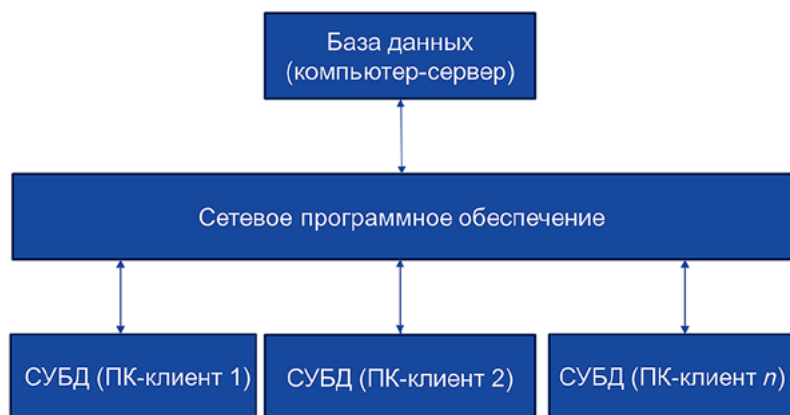 База данных
(компьютер-сервер)
Сетевое программное обеспечение
СУБД (ПК-клиент 1)
СУБД (ПК-клиент 2)
СУБД (ПК-клиент n)